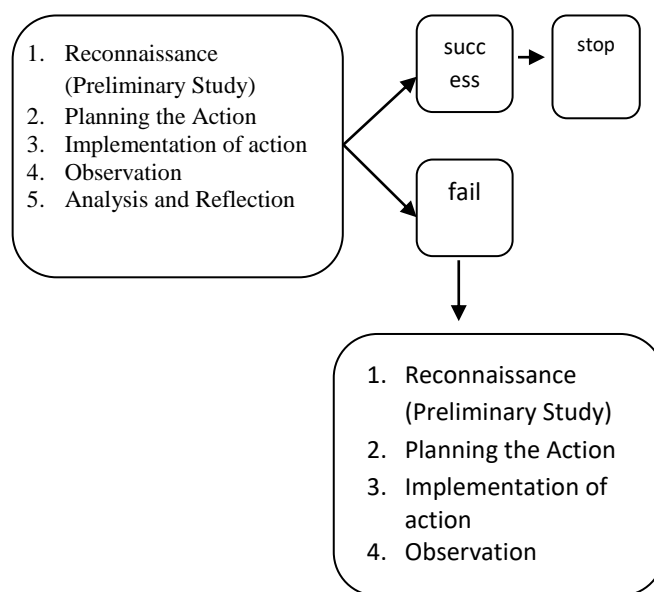 1. Reconnaissance
(Preliminary Study)
2. Planning the Action
3. Implementation of action
4. Observation
5. Analysis and Reflection
succ
ess
stop
fail
1. Reconnaissance
(Preliminary Study)
2. Planning the Action
3. Implementation of
action
4. Observation